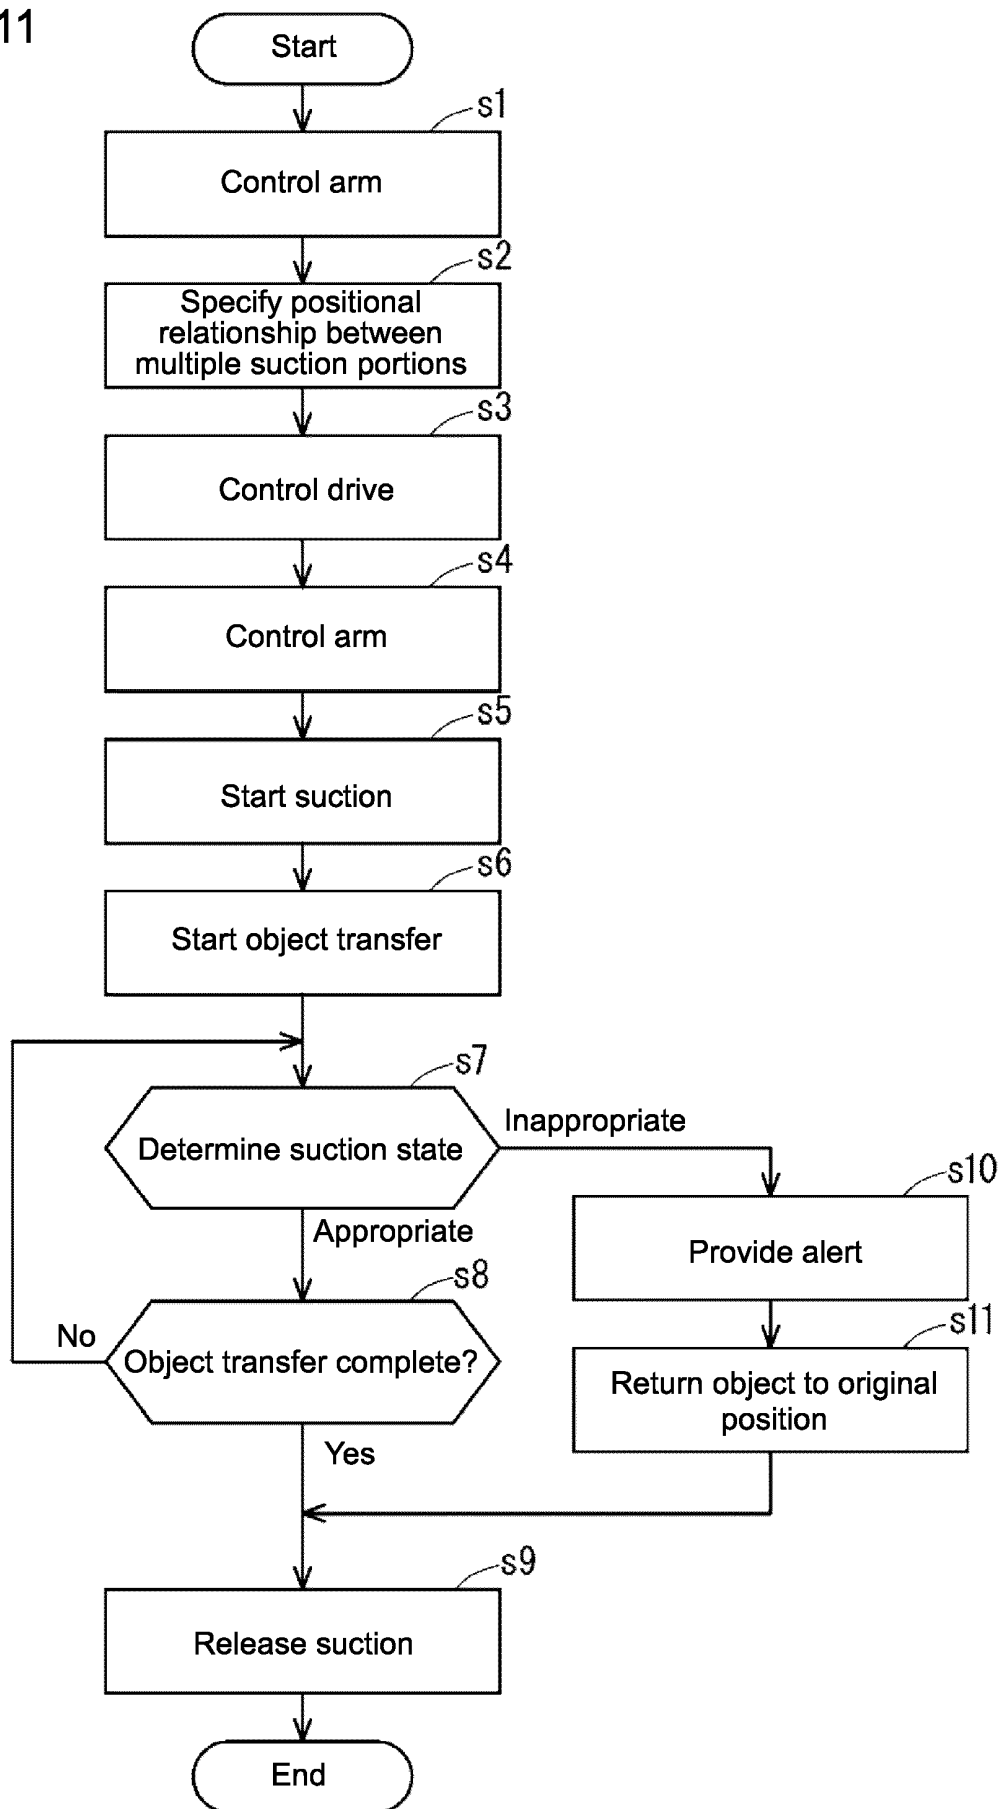 11
Start
s1
Control arm
s2
Specify positional
relationship between
multiple suction portions
s3
Control drive
s4
Control arm
s5
Start suction
s6
Start object transfer
s7
Determine suction state
Inappropriate
Appropriate
s10
Provide alert
s8
Object transfer complete?
No
Yes
s11
Return object to original
position
s9
Release suction
End